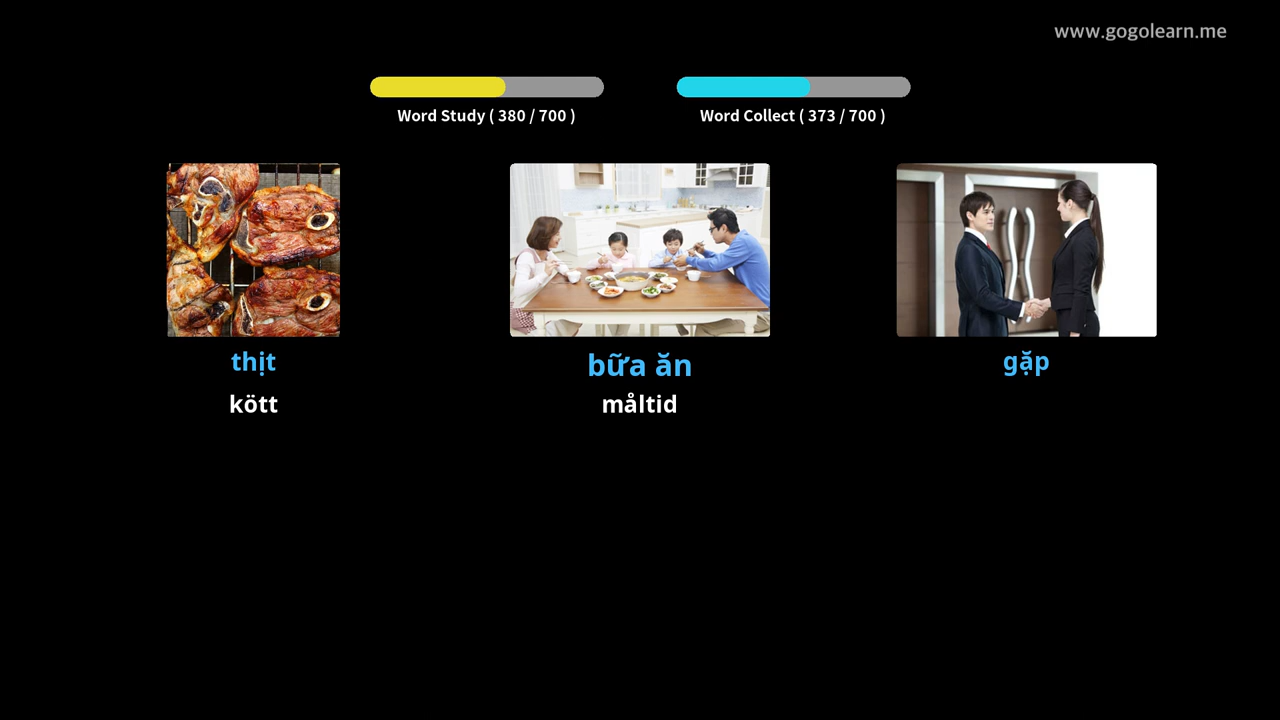 www.gogolearn.me
Word Study ( 380 / 700 )
Word Collect ( 373 / 700 )
thịt
bữa ăn
gặp
kött
måltid